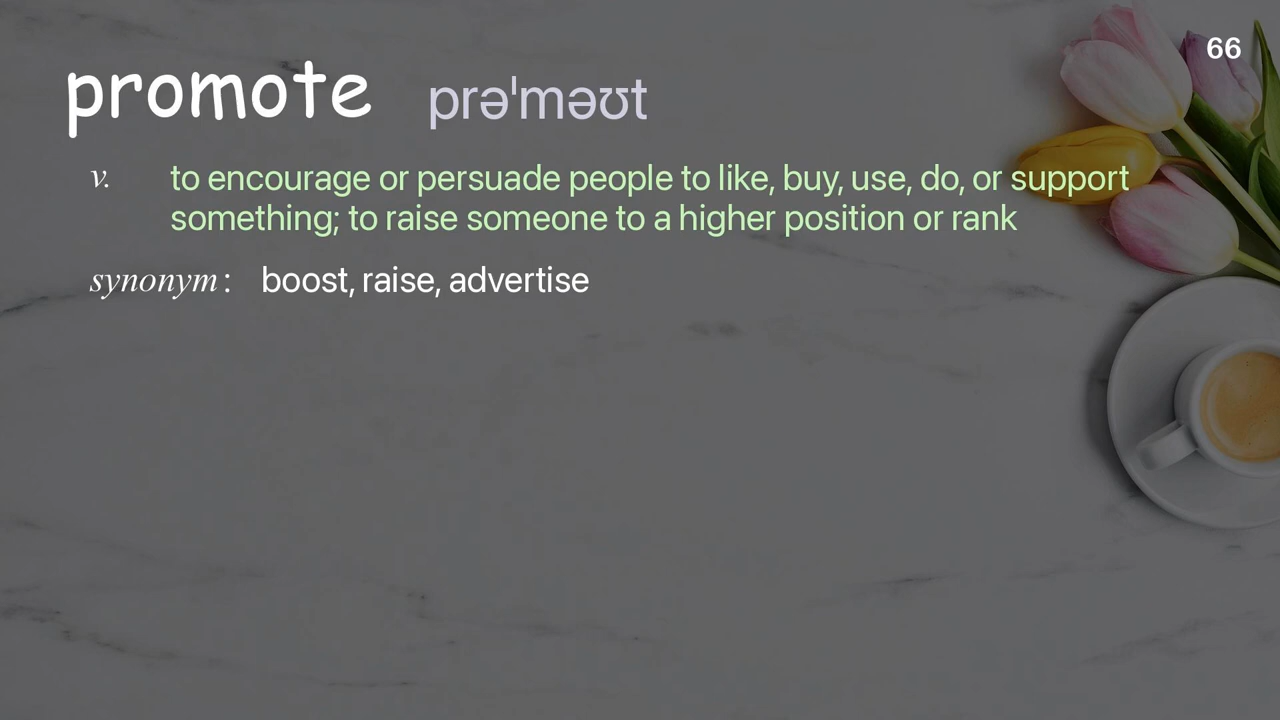 66
promote prəˈməʊt
v. to encourage or persuade people to like, buy, use, do, or support
something; to raise someone to a higher position or rank
synonym: boost, raise, advertise